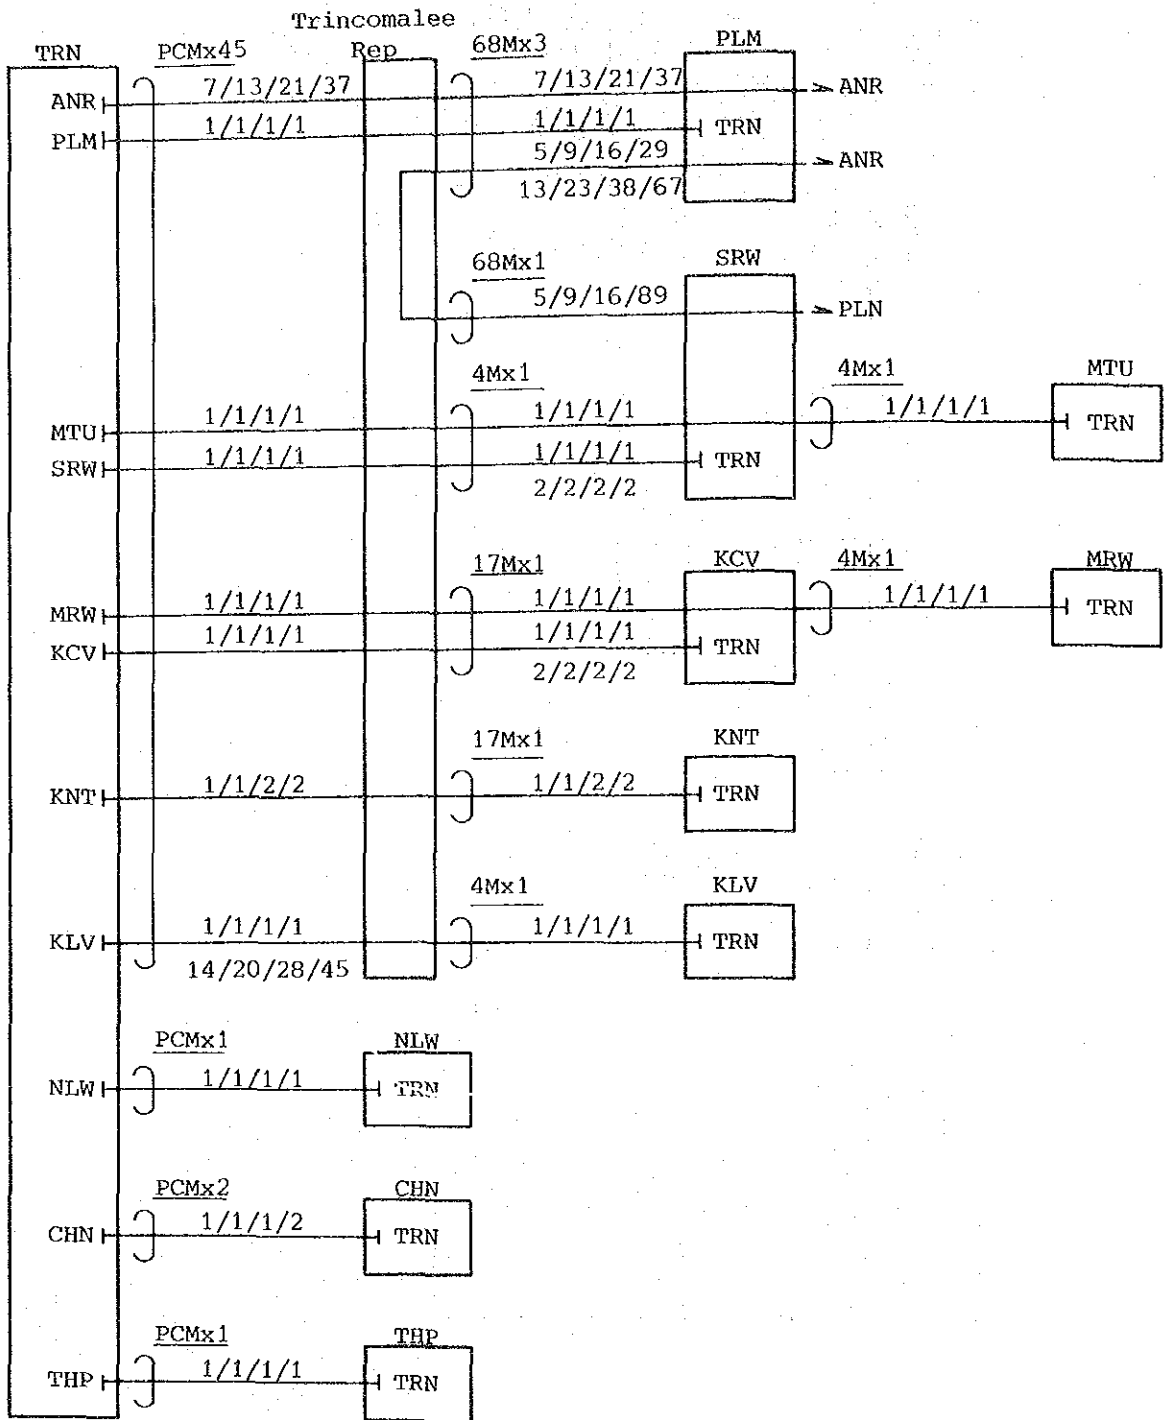 Trincomalee
TRN PCMx45 Rep 68Mx3 PLM
ANR 7/13/21/37 7/13/21/37 ANR
PLM 1/1/1/1 1/1/1/1 TRN
5/9/16/29 ANR
13/23/38/67
68Mx1 SRW
5/9/16/89 PLN
4Mx1 4Mx1 MTU
MTU 1/1/1/1 1/1/1/1 1/1/1/1 TRN
SRW 1/1/1/1 1/1/1/1 TRN
2/2/2/2
17Mx1 KCV 4Mx1 MRW
MRW 1/1/1/1 1/1/1/1 1/1/1/1 TRN
KCV 1/1/1/1 1/1/1/1 TRN
2/2/2/2
17Mx1 KNT
KNT 1/1/2/2 1/1/2/2 TRN
4Mx1 KLV
KLV 1/1/1/1 1/1/1/1 TRN
14/20/28/45
PCMx1 NLW
NLW 1/1/1/1 TRN
PCMx2 CHN
CHN 1/1/1/2 TRN
PCMx1 THP
THP 1/1/1/1 TRN